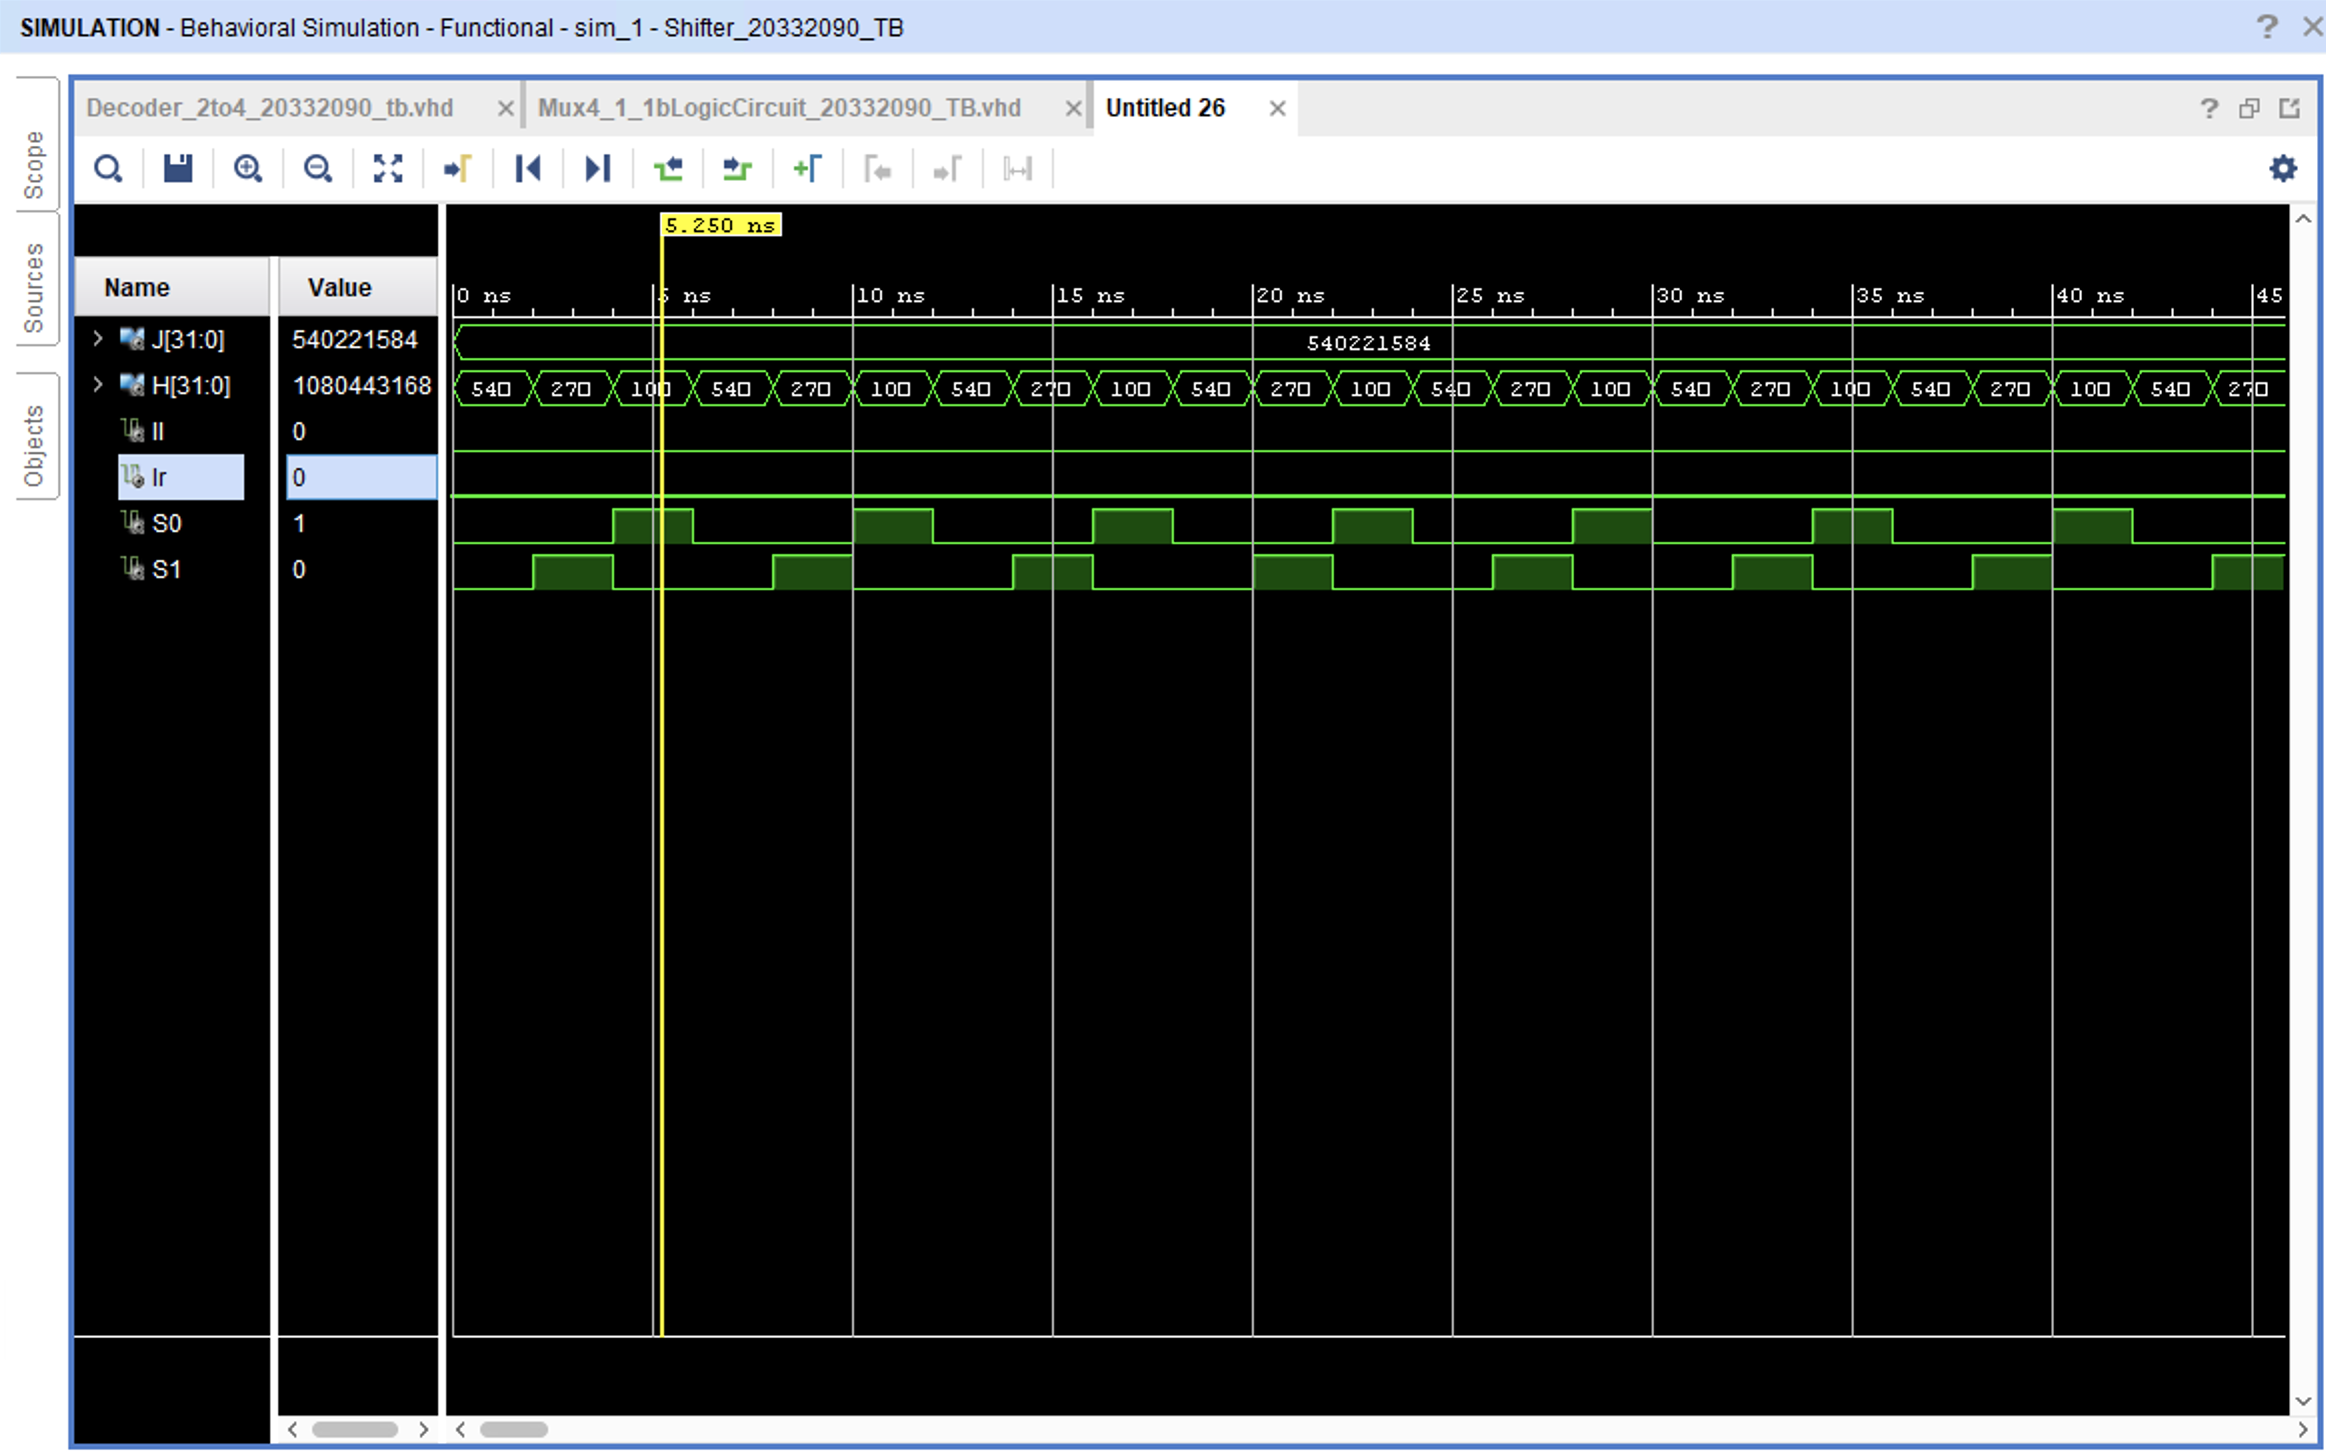 SIMULATION - Behavioral Simulation - Functional - sim_1 - Shifter_20332090_TB
Scope
Sources
Objects
Decoder_2to4_20332090_tb.vhd Mux4_1_1bLogicCircuit_20332090_TB.vhd Untitled 26
5.250 ns
Name Value
0 ns 5 ns 10 ns 15 ns 20 ns 25 ns 30 ns 35 ns 40 ns 45
J[31:0] 540221584 540221584
H[31:0] 1080443168 540 270 100 540 270 100 540 270 100 540 270 100 540 270 100 540 270 100 540 270 100 540 270
Il 0
Ir 0
S0 1
S1 0